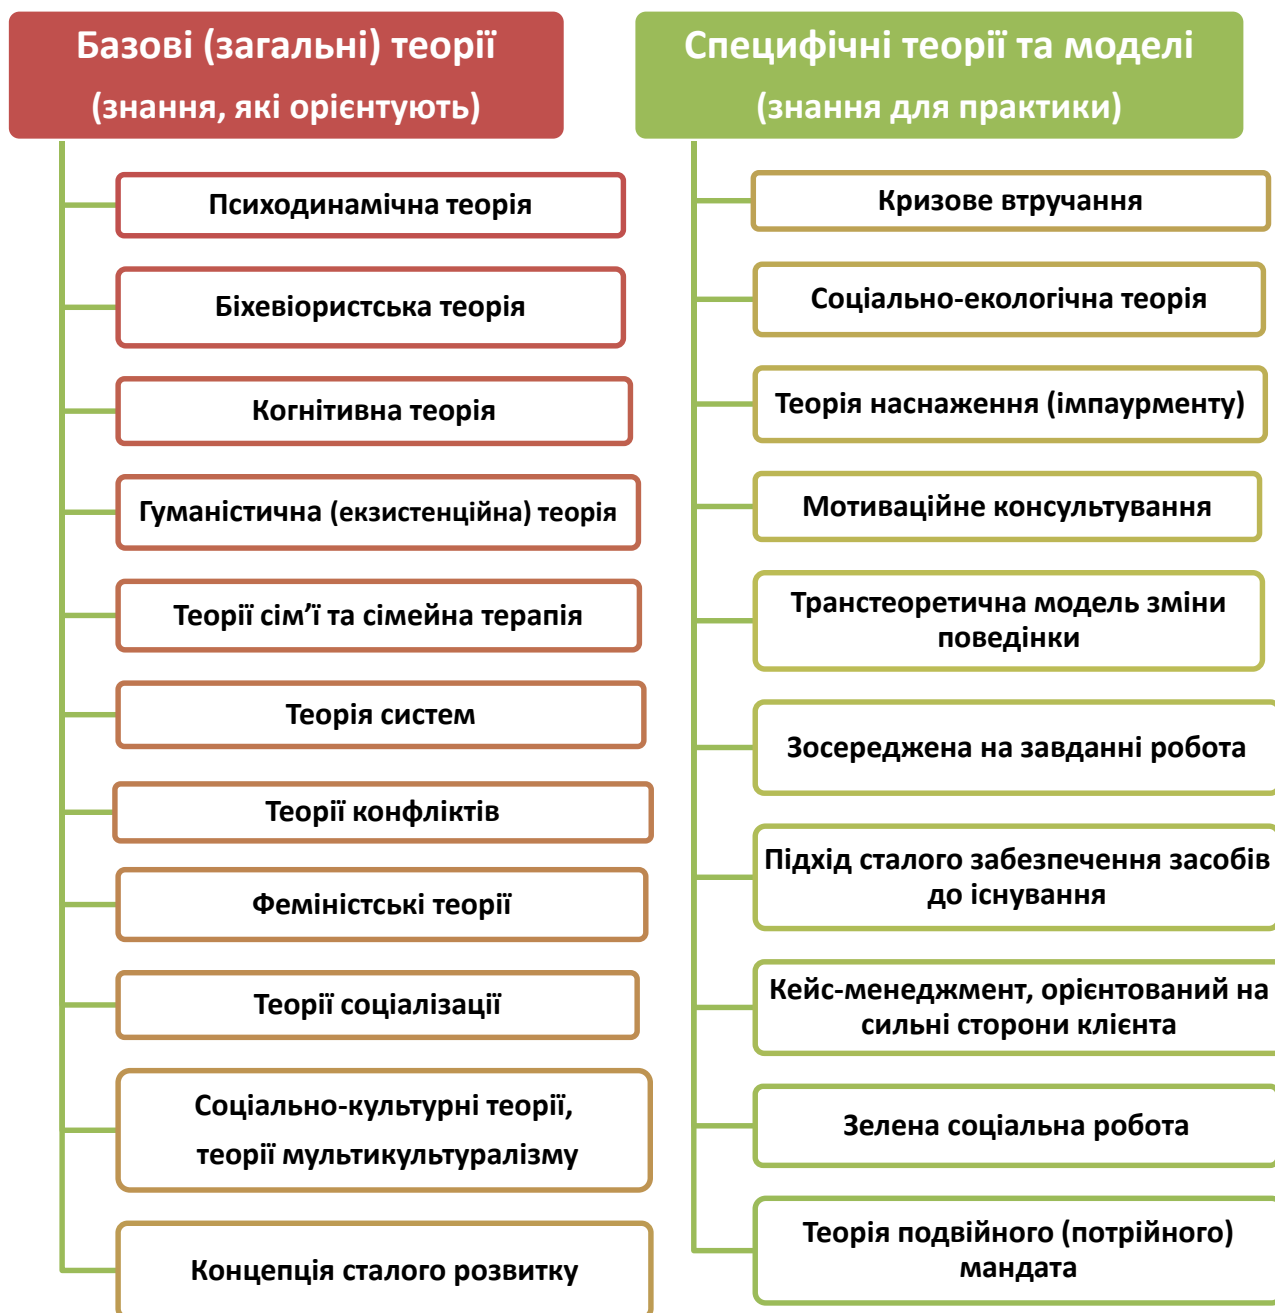 Базові (загальні) теорії
(знання, які орієнтують)
Психодинамічна теорія
Біхевіористська теорія
Когнітивна теорія
Гуманістична (екзистенційна) теорія
Теорії сім’ї та сімейна терапія
Теорія систем
Теорії конфліктів
Феміністські теорії
Теорії соціалізації
Соціально-культурні теорії,
теорії мультикультуралізму
Концепція сталого розвитку
Специфічні теорії та моделі
(знання для практики)
Кризове втручання
Соціально-екологічна теорія
Теорія наснаження (імпаурменту)
Мотиваційне консультування
Транстеоретична модель зміни
поведінки
Зосереджена на завданні робота
Підхід сталого забезпечення засобів
до існування
Кейс-менеджмент, орієнтований на
сильні сторони клієнта
Зелена соціальна робота
Теорія подвійного (потрійного)
мандата